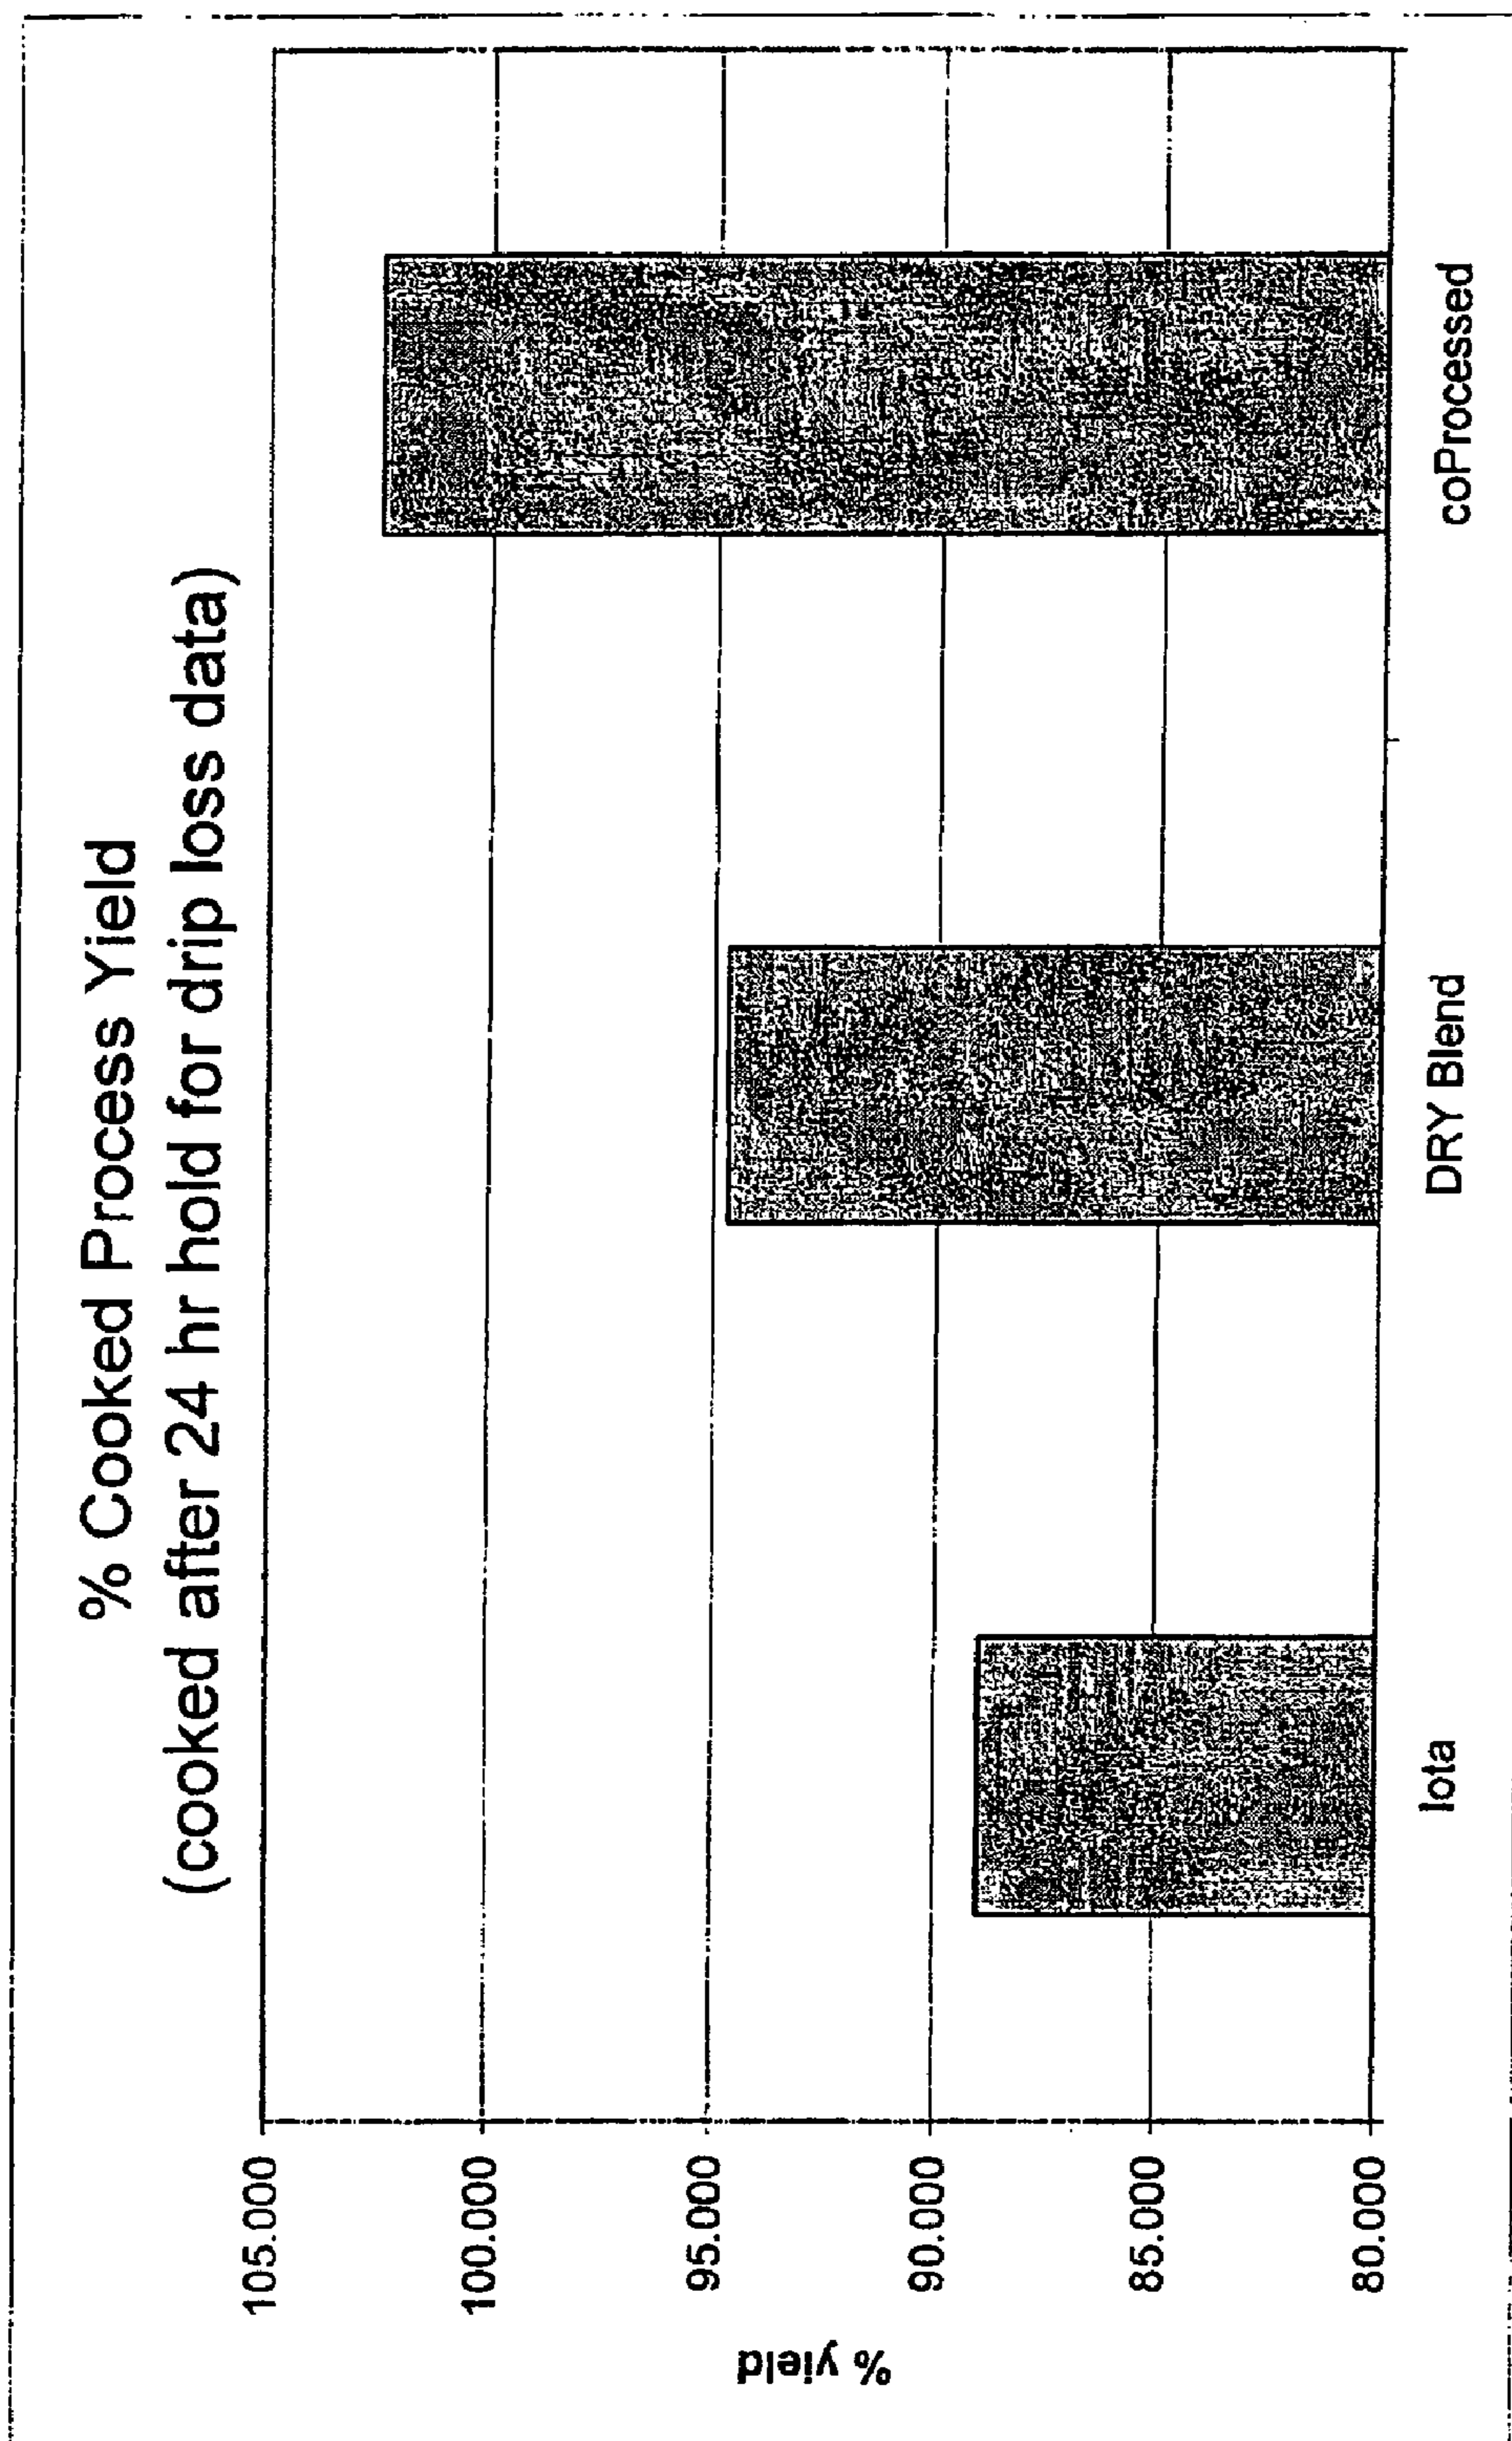 % Cooked Process Yield
(cooked after 24 hr hold for drip loss data)
105.000
100.000
95.000
90.000
85.000
80.000
% yield
Iota
DRY Blend
coProcessed